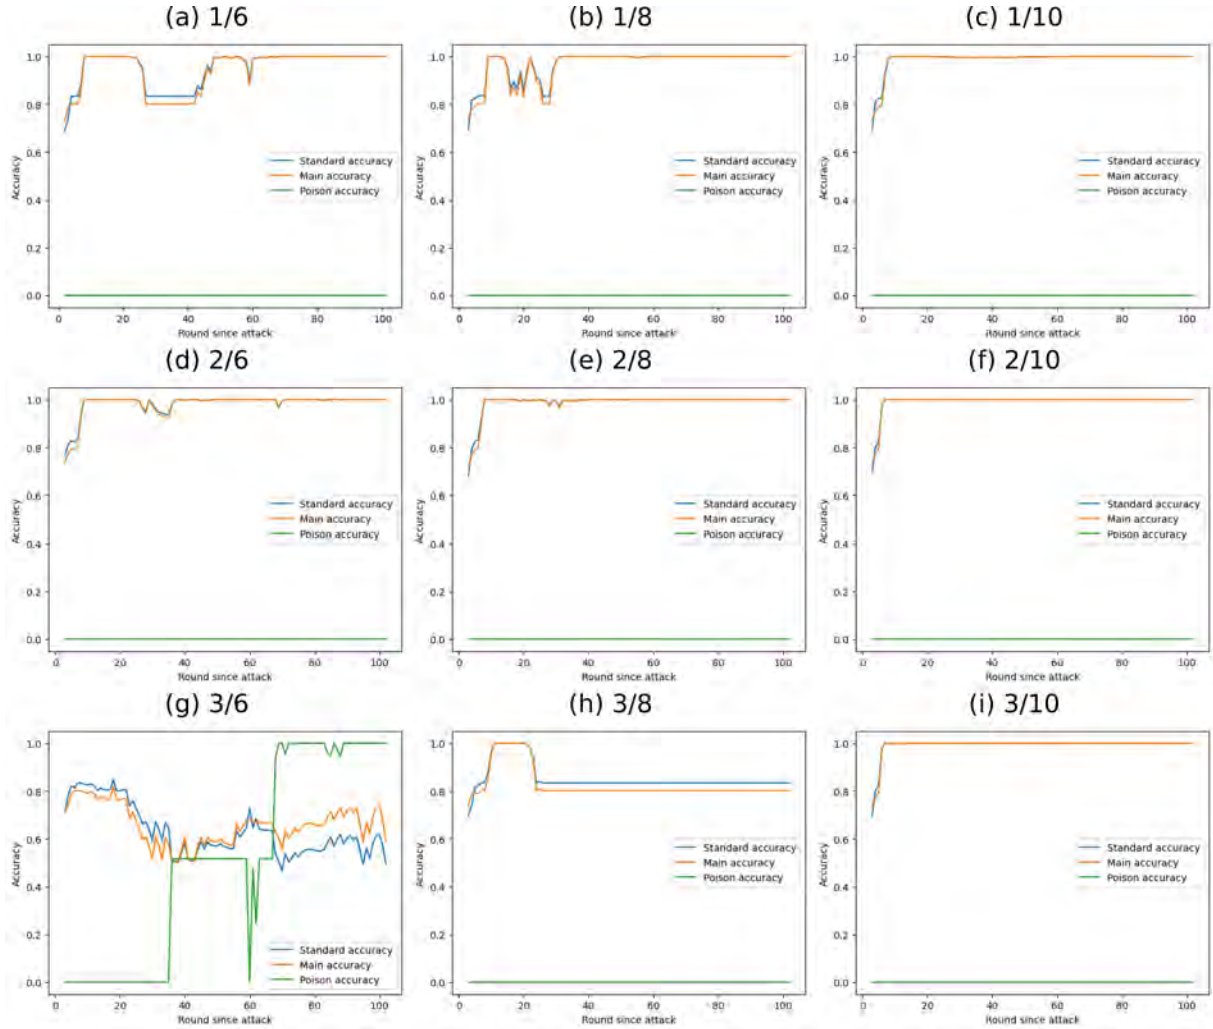 (a) 1/6
(b) 1/8
(c) 1/10
1.0
0.8
0.6
0.4
0.2
0.0
Accuracy
Standard accuracy
Main accuracy
Poison accuracy
0 20 40 60 80 100
Round since attack
1.0
0.8
0.6
0.4
0.2
0.0
Accuracy
Standard accuracy
Main accuracy
Poison accuracy
0 20 40 60 80 100
Round since attack
1.0
0.8
0.6
0.4
0.2
0.0
Accuracy
Standard accuracy
Main accuracy
Poison accuracy
0 20 40 60 80 100
Round since attack
(d) 2/6
(e) 2/8
(f) 2/10
1.0
0.8
0.6
0.4
0.2
0.0
Accuracy
Standard accuracy
Main accuracy
Poison accuracy
0 20 40 60 80 100
Round since attack
1.0
0.8
0.6
0.4
0.2
0.0
Accuracy
Standard accuracy
Main accuracy
Poison accuracy
0 20 40 60 80 100
Round since attack
1.0
0.8
0.6
0.4
0.2
0.0
Accuracy
Standard accuracy
Main accuracy
Poison accuracy
0 20 40 60 80 100
Round since attack
(g) 3/6
(h) 3/8
(i) 3/10
1.0
0.8
0.6
0.4
0.2
0.0
Accuracy
Standard accuracy
Main accuracy
Poison accuracy
0 20 40 60 80 100
Round since attack
1.0
0.8
0.6
0.4
0.2
0.0
Accuracy
Standard accuracy
Main accuracy
Poison accuracy
0 20 40 60 80 100
Round since attack
1.0
0.8
0.6
0.4
0.2
0.0
Accuracy
Standard accuracy
Main accuracy
Poison accuracy
0 20 40 60 80 100
Round since attack